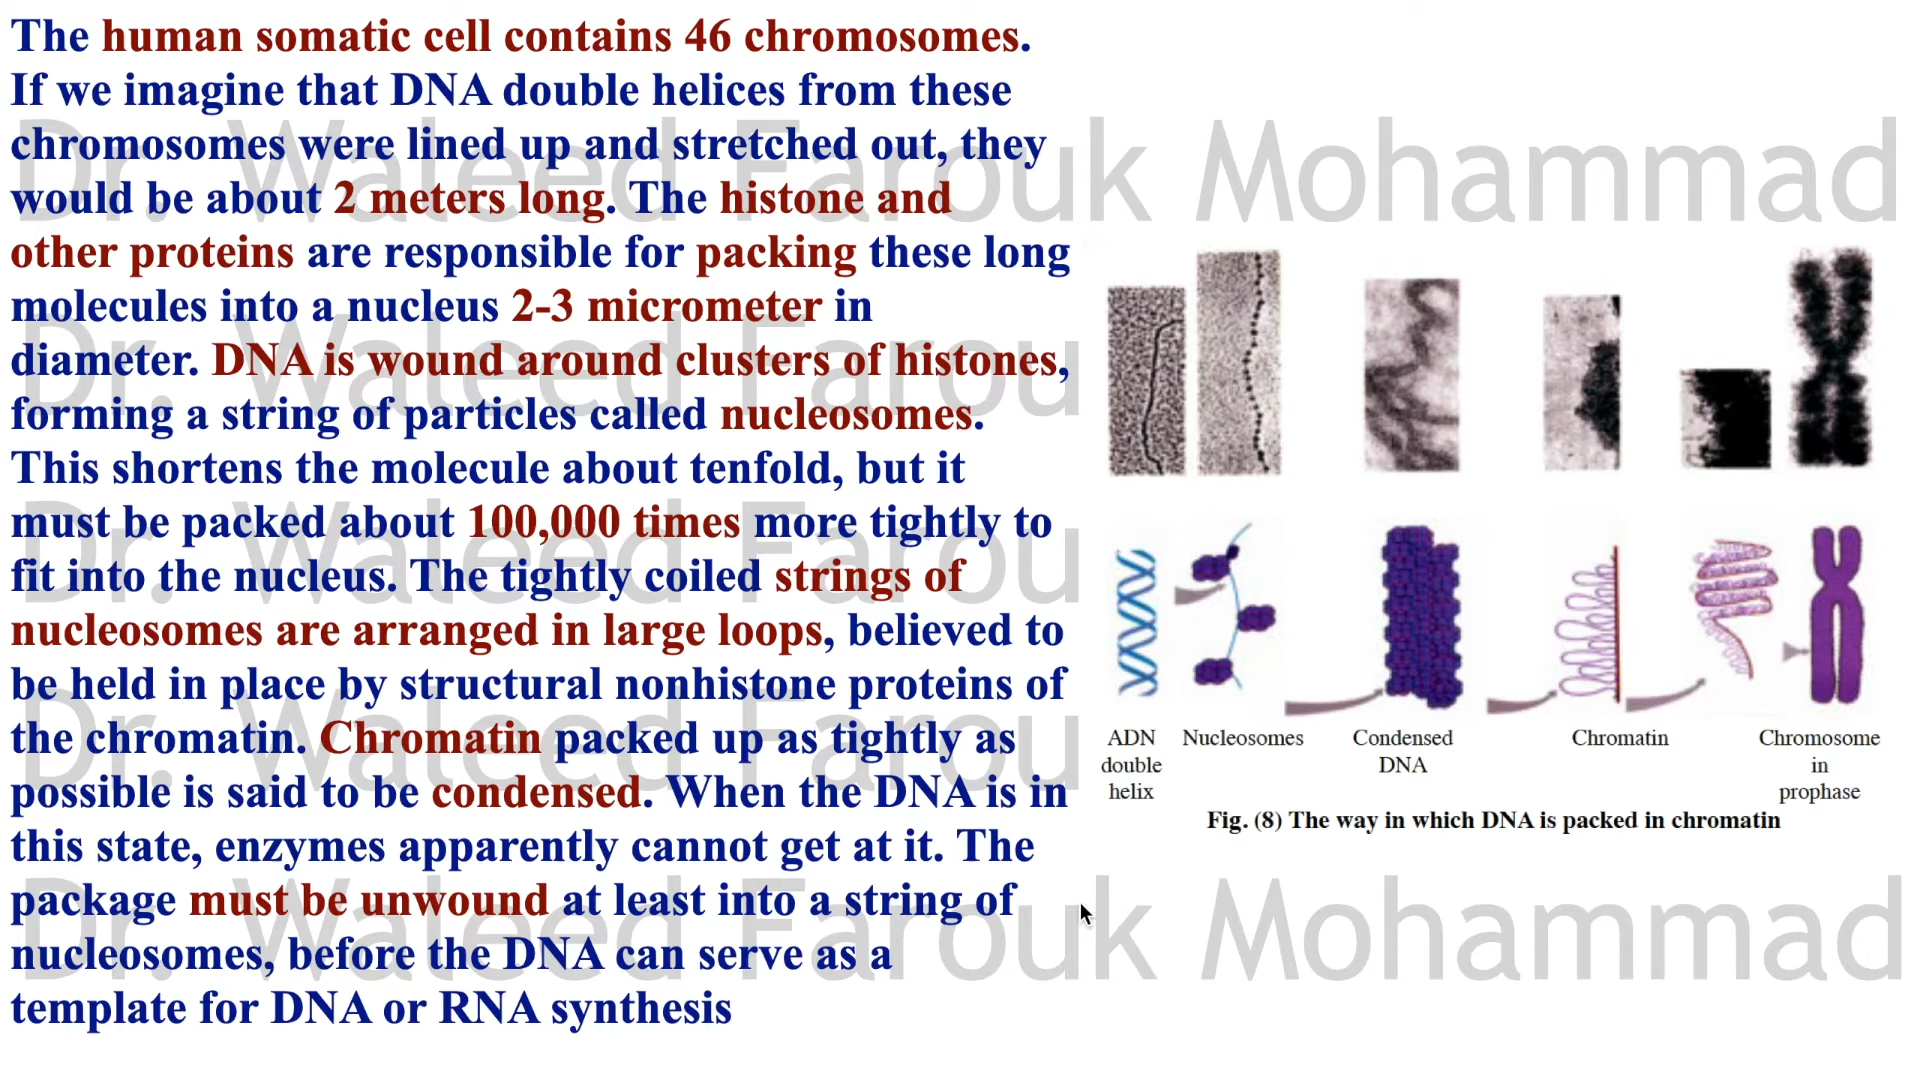 The human somatic cell contains 46 chromosomes.
If we imagine that DNA double helices from these
chromosomes were lined up and stretched out, they
would be about 2 meters long. The histone and
other proteins are responsible for packing these long
molecules into a nucleus 2-3 micrometer in
diameter. DNA is wound around clusters of histones,
forming a string of particles called nucleosomes.
This shortens the molecule about tenfold, but it
must be packed about 100,000 times more tightly to
fit into the nucleus. The tightly coiled strings of
nucleosomes are arranged in large loops, believed to
be held in place by structural nonhistone proteins of
the chromatin. Chromatin packed up as tightly as
possible is said to be condensed. When the DNA is in
this state, enzymes apparently cannot get at it. The
package must be unwound at least into a string of
nucleosomes, before the DNA can serve as a
template for DNA or RNA synthesis
ADN
double
helix
Nucleosomes
Condensed
DNA
Chromatin
Chromosome
in
prophase
Fig. (8) The way in which DNA is packed in chromatin
Dr. Waleed Farouk Mohammad
Dr. Waleed Farou
Dr. Waleed Farou
Dr. Waleed Farou
Dr. Waleed Farouk Mohammad